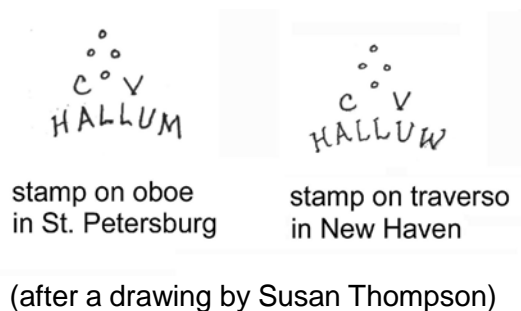 C V
HALLUM
C V
HALLUW
stamp on oboe
in St. Petersburg
stamp on traverso
in New Haven
(after a drawing by Susan Thompson)